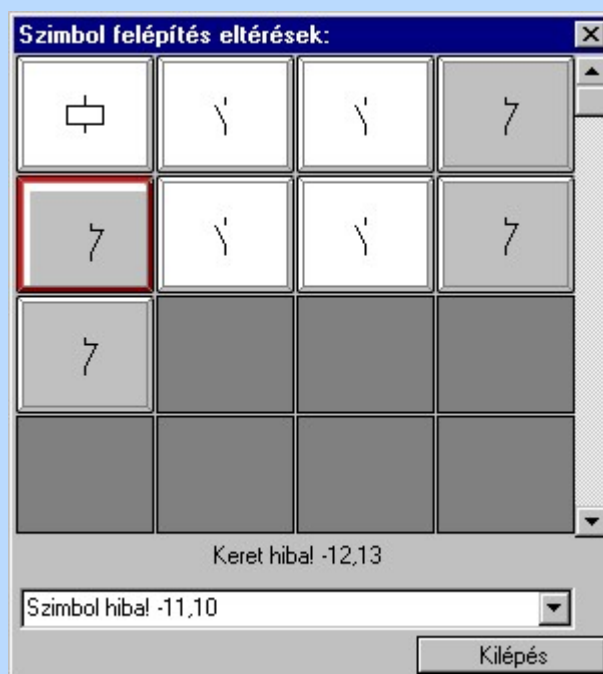 Szimbol felépítés eltérések:
Keret hiba! -12,13
Szimbol hiba! -11,10
Kilépés